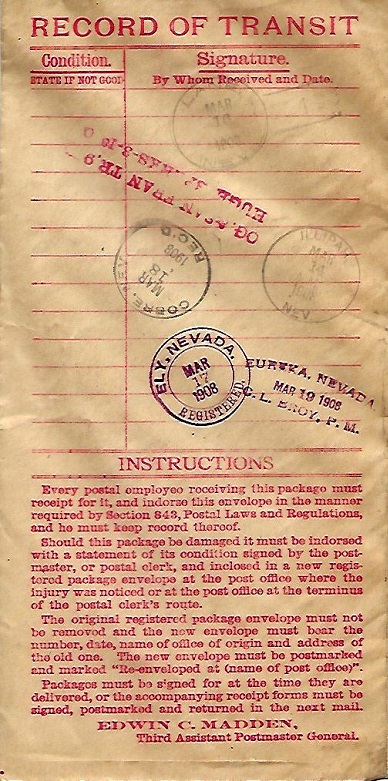 RECORD OF TRANSIT
Condition.
Signature.
STATE IF NOT GOOD
By Whom Received and Date.
MAR
1908
OG. & SAN FRAN TR. 9
REC'D.
1908
MAR
18
COBRE, NEV.
MAR
14
NEV.
ELY, NEVADA.
MAR
17
1908
REGISTERED
EUREKA, NEVADA
MAR 19 1908
P. M.
INSTRUCTIONS
Every postal employee receiving this package must
receipt for it, and indorse this envelope in the manner
required by Section 843, Postal Laws and Regulations,
and he must keep record thereof.
Should this package be damaged it must be indorsed
with a statement of its condition signed by the post-
master, or postal clerk, and inclosed in a new regis-
tered package envelope at the post office where the
injury was noticed or at the post office at the terminus
of the postal clerk's route.
The original registered package envelope must not
be removed and the new envelope must bear the
number, date, name of office of origin and address of
the old one. The new envelope must be postmarked
and marked "Re-enveloped at (name of post office)".
Packages must be signed for at the time they are
delivered, or the accompanying receipt forms must be
signed, postmarked and returned in the next mail.
EDWIN C. MADDEN,
Third Assistant Postmaster General.